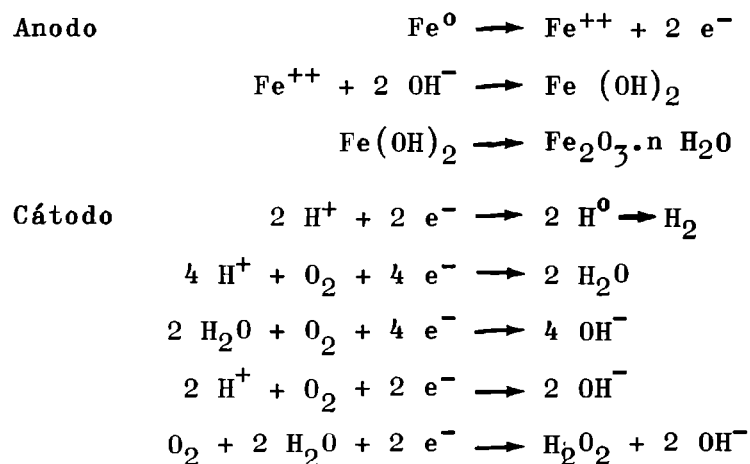 Anodo Fe⁰ → Fe⁺⁺ + 2 e⁻
Fe⁺⁺ + 2 OH⁻ → Fe (OH)₂
Fe(OH)₂ → Fe₂O₃.n H₂O
Cátodo 2 H⁺ + 2 e⁻ → 2 H⁰ → H₂
4 H⁺ + O₂ + 4 e⁻ → 2 H₂O
2 H₂O + O₂ + 4 e⁻ → 4 OH⁻
2 H⁺ + O₂ + 2 e⁻ → 2 OH⁻
O₂ + 2 H₂O + 2 e⁻ → H₂O₂ + 2 OH⁻